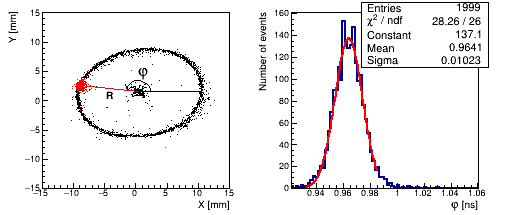 Y [mm]
15
10
5
0
−5
−10
−15
φ
R
−15 −10 −5 0 5 10 15
X [mm]
Number of events
160
140
120
100
80
60
40
20
0
Entries 1999
χ² / ndf 28.26 / 26
Constant 137.1
Mean 0.9641
Sigma 0.01023
0.94 0.96 0.98 1 1.02 1.04 1.06
φ [ns]